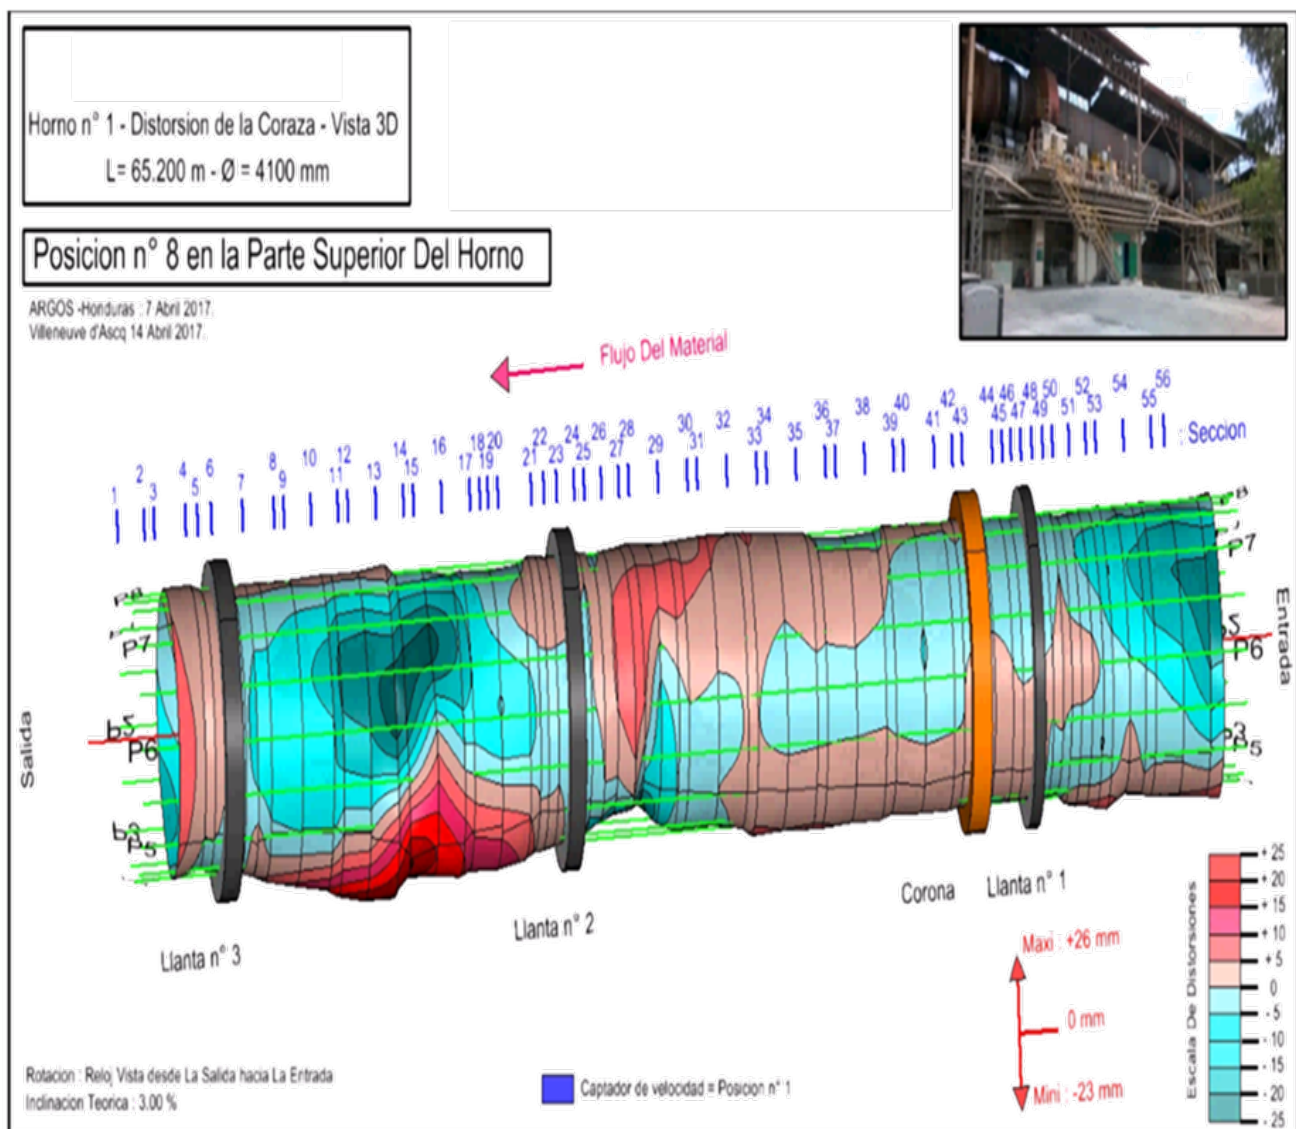 Horno n° 1 - Distorsion de la Coraza - Vista 3D
L= 65.200 m - Ø = 4100 mm
Posicion n° 8 en la Parte Superior Del Horno
ARGOS -Honduras : 7 Abril 2017.
Villeneuve d'Ascq 14 Abril 2017.
Flujo Del Material
1 2 3 4 5 6 7 8 9 10 11 12 13 14 15 16 17 18 19 20 21 22 23 24 25 26 27 28 29 30 31 32 33 34 35 36 37 38 39 40 41 42 43 44 45 46 47 48 49 50 51 52 53 54 55 56
: Seccion
P7
P7
P6
P6
P5
Salida
Entrada
Llanta n° 3
Llanta n° 2
Corona
Llanta n° 1
Maxi : +26 mm
0 mm
Mini : -23 mm
Escala De Distorsiones
+ 25
+ 20
+ 15
+ 10
+ 5
0
- 5
- 10
- 15
- 20
- 25
Rotacion : Reloj Vista desde La Salida hacia La Entrada
Inclinacion Teorica : 3.00 %
Captador de velocidad = Posicion n° 1